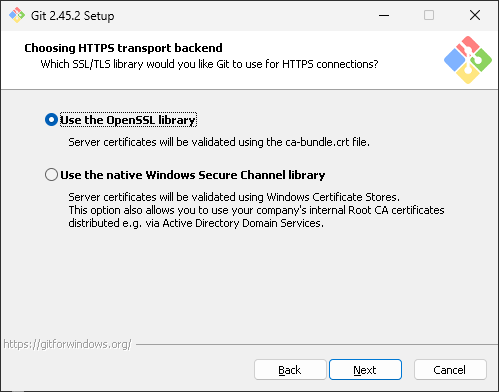 Git 2.45.2 Setup
Choosing HTTPS transport backend
Which SSL/TLS library would you like Git to use for HTTPS connections?
Use the OpenSSL library
Server certificates will be validated using the ca-bundle.crt file.
Use the native Windows Secure Channel library
Server certificates will be validated using Windows Certificate Stores.
This option also allows you to use your company's internal Root CA certificates
distributed e.g. via Active Directory Domain Services.
https://gitforwindows.org/
Back Next Cancel